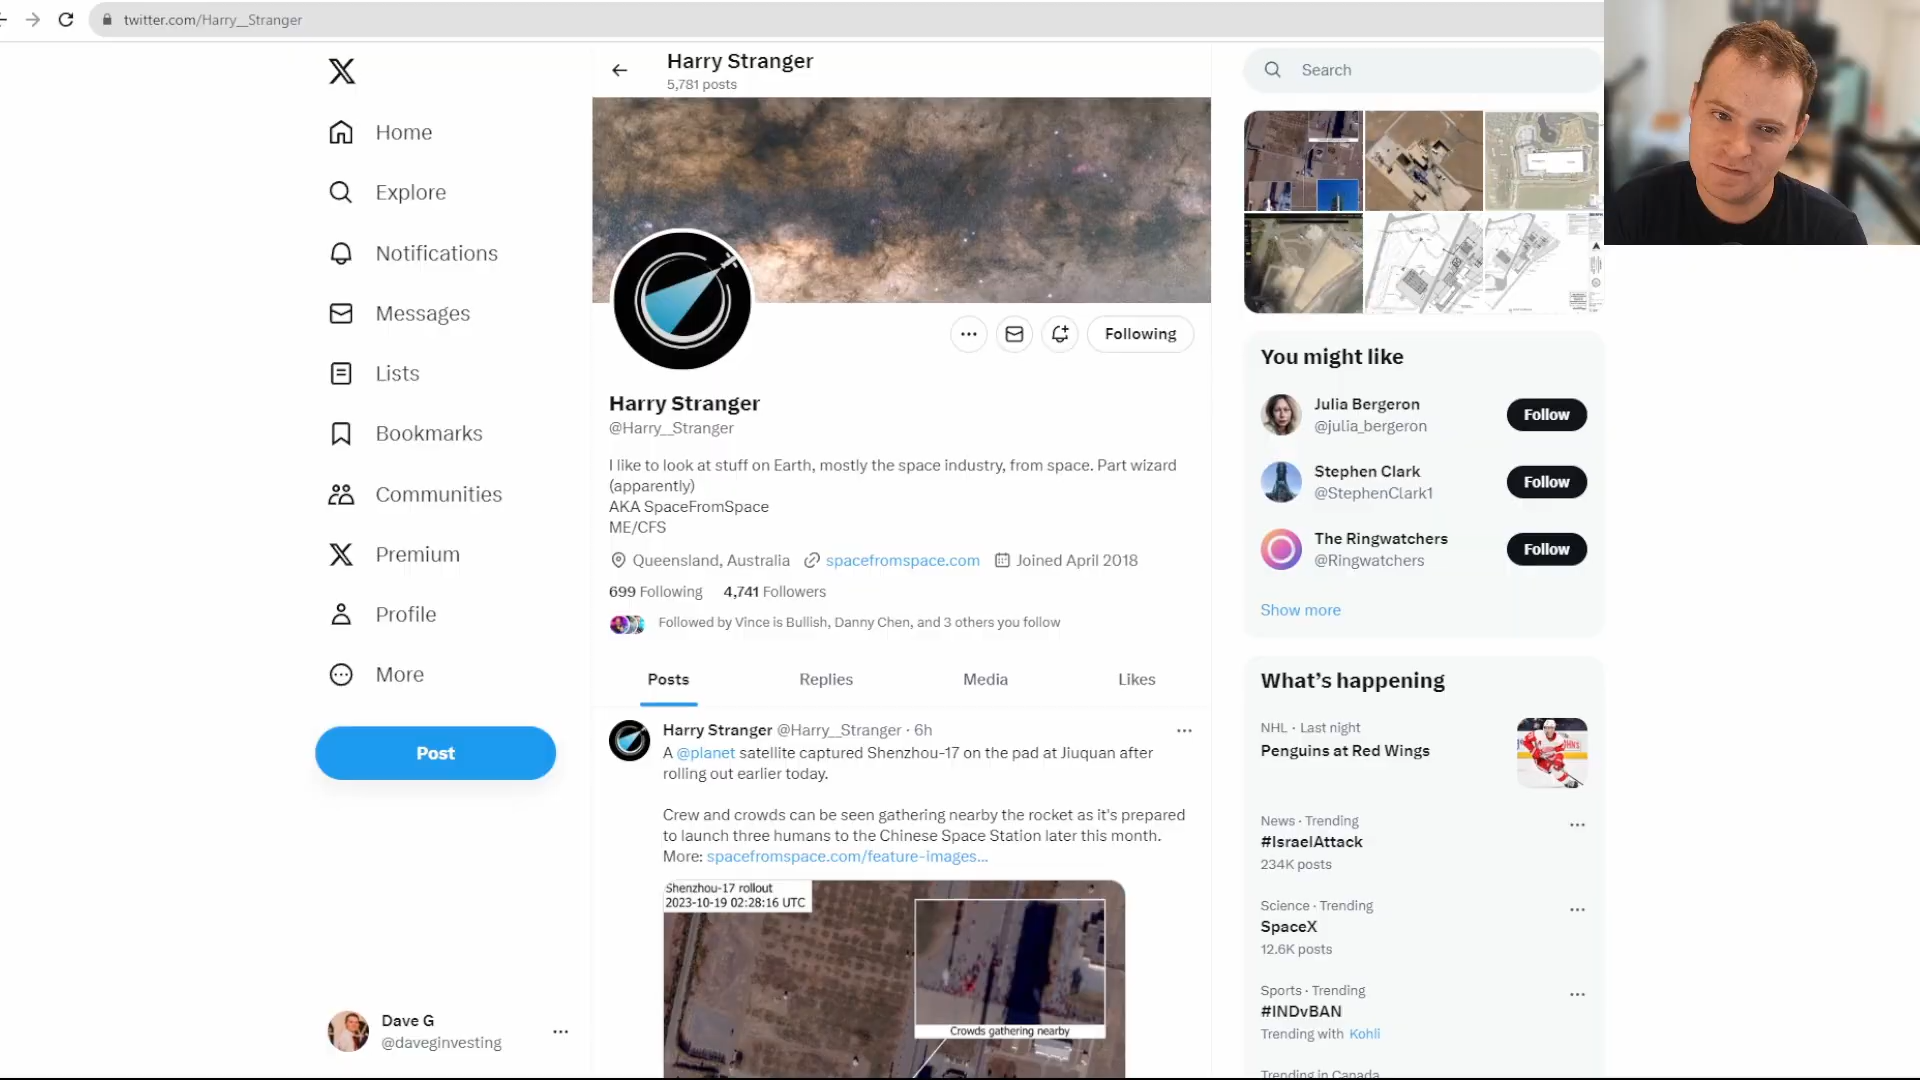 twitter.com/Harry__Stranger
Home
Explore
Notifications
Messages
Lists
Bookmarks
Communities
Premium
Profile
More
Post
Dave G
@daveginvesting
Harry Stranger
5,781 posts
Following
Harry Stranger
@Harry__Stranger
I like to look at stuff on Earth, mostly the space industry, from space. Part wizard
(apparently)
AKA SpaceFromSpace
ME/CFS
Queensland, Australia spacefromspace.com Joined April 2018
699 Following 4,741 Followers
Followed by Vince is Bullish, Danny Chen, and 3 others you follow
Posts Replies Media Likes
Harry Stranger @Harry__Stranger · 6h
A @planet satellite captured Shenzhou-17 on the pad at Jiuquan after
rolling out earlier today.
Crew and crowds can be seen gathering nearby the rocket as it's prepared
to launch three humans to the Chinese Space Station later this month.
More: spacefromspace.com/feature-images...
Shenzhou-17 rollout
2023-10-19 02:28:16 UTC
Crowds gathering nearby
Search
You might like
Julia Bergeron
@julia_bergeron
Follow
Stephen Clark
@StephenClark1
Follow
The Ringwatchers
@Ringwatchers
Follow
Show more
What's happening
NHL · Last night
Penguins at Red Wings
News · Trending
#IsraelAttack
234K posts
Science · Trending
SpaceX
12.6K posts
Sports · Trending
#INDvBAN
Trending with Kohli
Trending in Canada